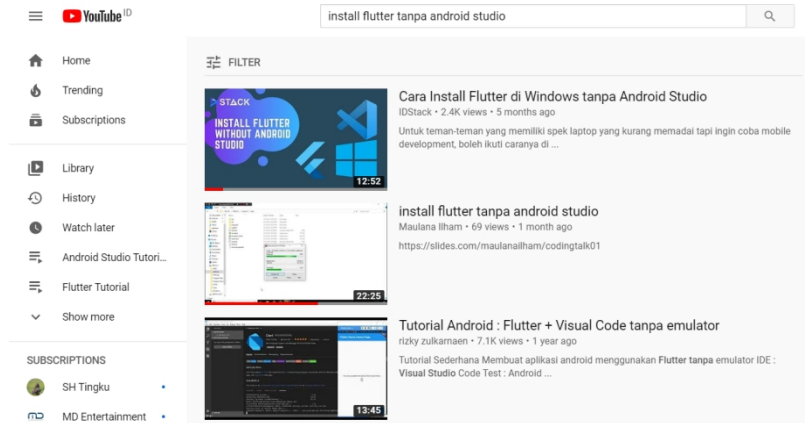 YouTube ID
install flutter tanpa android studio
Home
Trending
Subscriptions
Library
History
Watch later
Android Studio Tutori...
Flutter Tutorial
Show more
SUBSCRIPTIONS
SH Tingku
MD Entertainment
FILTER
STACK
INSTALL FLUTTER
WITHOUT ANDROID
STUDIO
12:52
Cara Install Flutter di Windows tanpa Android Studio
IDStack • 2.4K views • 5 months ago
Untuk teman-teman yang memiliki spek laptop yang kurang memadai tapi ingin coba mobile
development, boleh ikuti caranya di ...
22:25
install flutter tanpa android studio
Maulana Ilham • 69 views • 1 month ago
https://slides.com/maulanailham/codingtalk01
13:45
Tutorial Android : Flutter + Visual Code tanpa emulator
rizky zulkarnaen • 7.1K views • 1 year ago
Tutorial Sederhana Membuat aplikasi android menggunakan Flutter tanpa emulator IDE :
Visual Studio Code Test : Android ...